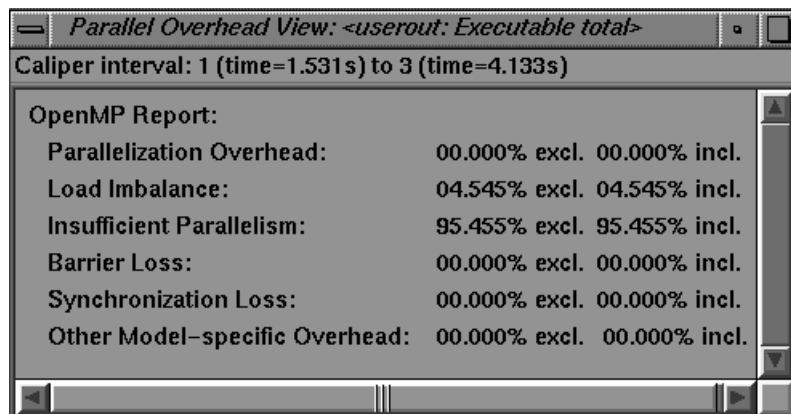 Parallel Overhead View: <userout: Executable total>
Caliper interval: 1 (time=1.531s) to 3 (time=4.133s)
OpenMP Report:
Parallelization Overhead: 00.000% excl. 00.000% incl.
Load Imbalance: 04.545% excl. 04.545% incl.
Insufficient Parallelism: 95.455% excl. 95.455% incl.
Barrier Loss: 00.000% excl. 00.000% incl.
Synchronization Loss: 00.000% excl. 00.000% incl.
Other Model-specific Overhead: 00.000% excl. 00.000% incl.